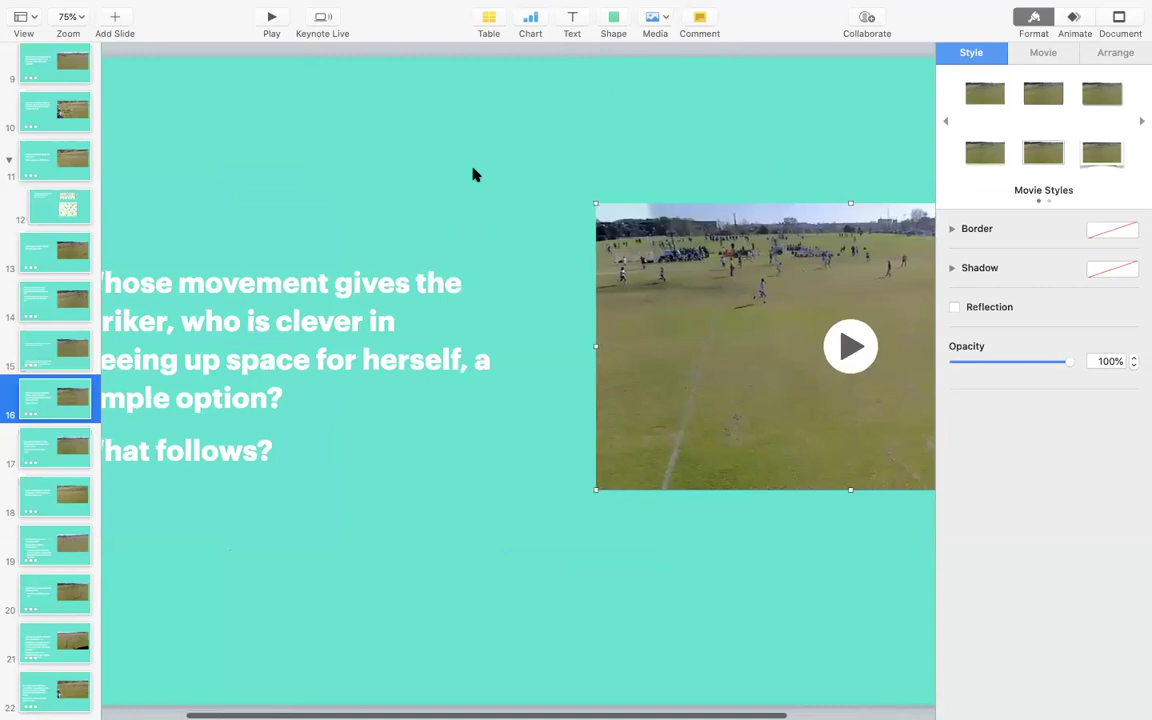 75%
View
Zoom
Add Slide
Play
Keynote Live
Table
Chart
Text
Shape
Media
Comment
Collaborate
Format
Animate
Document
Style
Movie
Arrange
Movie Styles
Border
Shadow
Reflection
Opacity
100%
hose movement gives the
riker, who is clever in
eeing up space for herself, a
mple option?
hat follows?
9
10
11
12
13
14
15
16
17
18
19
20
21
22